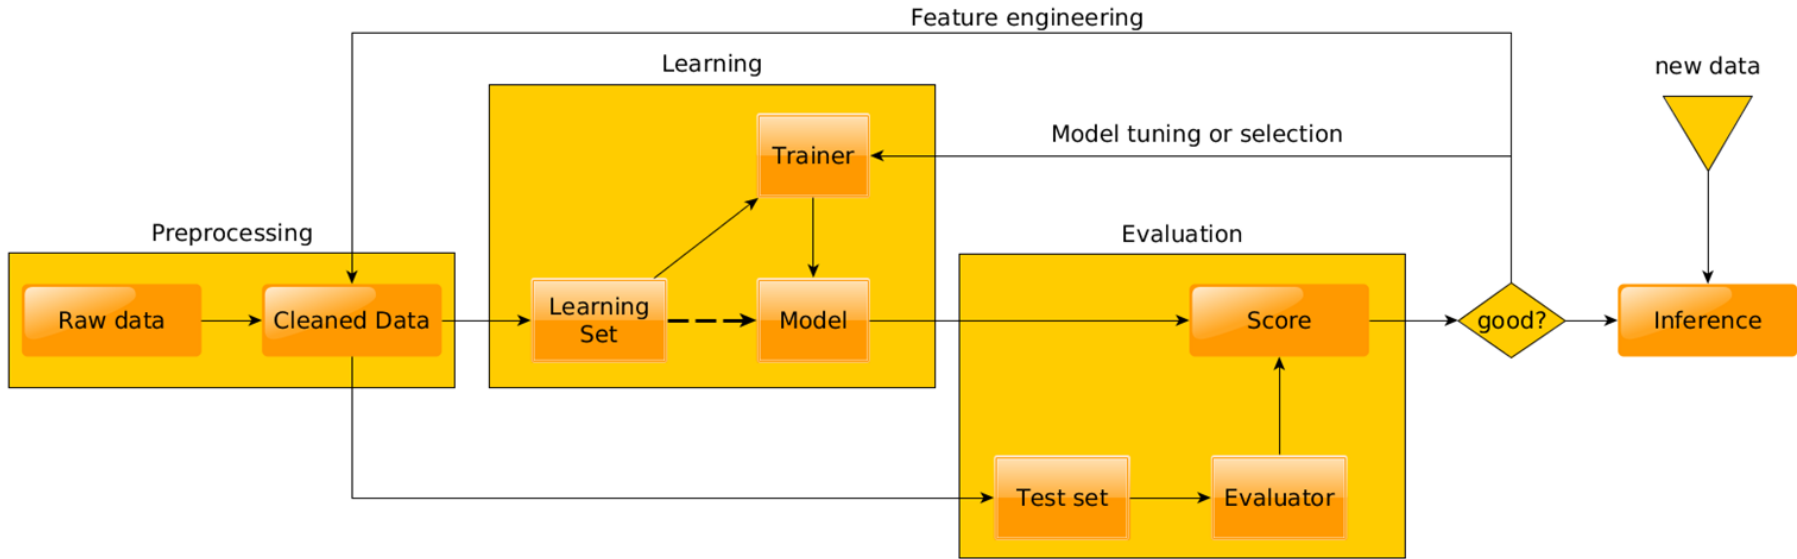 Feature engineering
Learning
new data
Model tuning or selection
Trainer
Preprocessing
Evaluation
Raw data
Cleaned Data
Learning
Set
Model
Score
good?
Inference
Test set
Evaluator